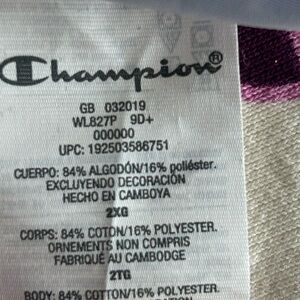 Champion®
GB 032019
WL827P 9D+
000000
UPC: 192503586751
CUERPO: 84% ALGODÓN/16% poliéster.
EXCLUYENDO DECORACIÓN
HECHO EN CAMBOYA
2XG
CORPS: 84% COTON/16% POLYESTER.
ORNEMENTS NON COMPRIS
FABRIQUÉ AU CAMBODGE
2TG
BODY: 84% COTTON/16% POLYESTER.